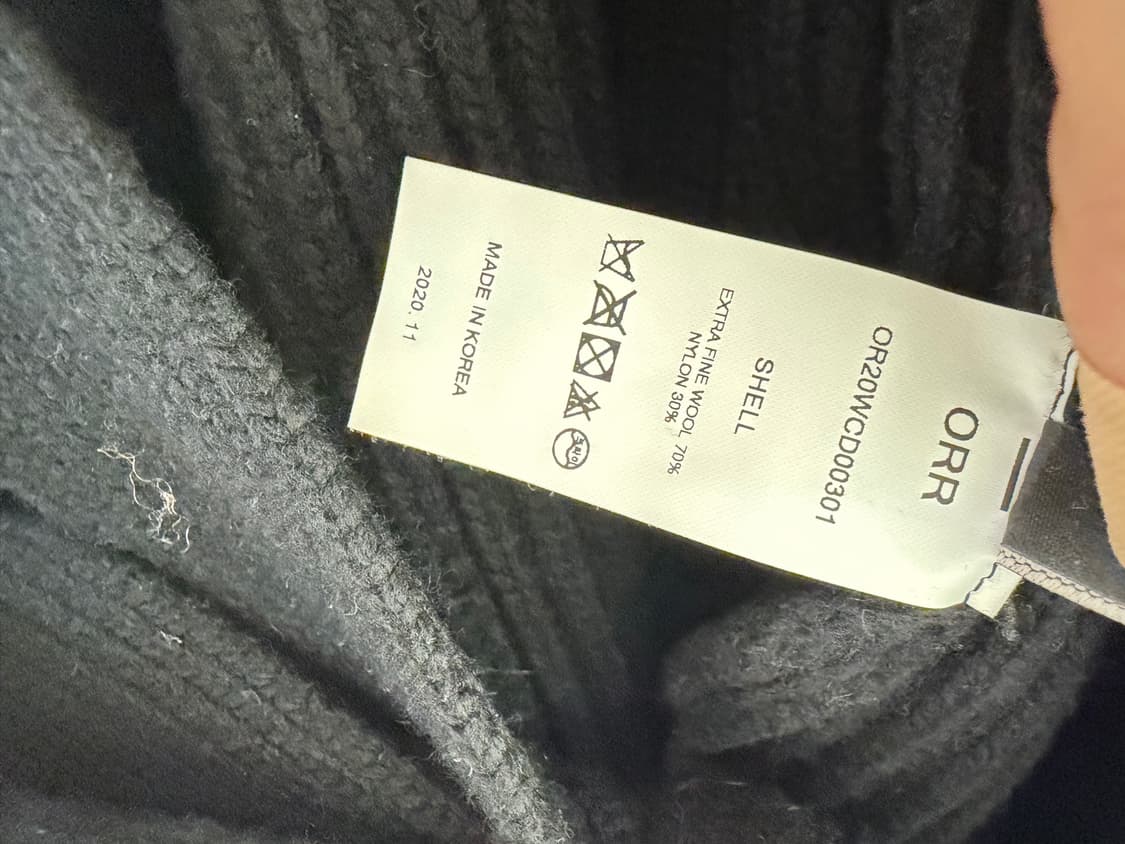 ORR
OR20WCD00301
SHELL
EXTRA FINE WOOL 70%
NYLON 30%
MADE IN KOREA
2020.11